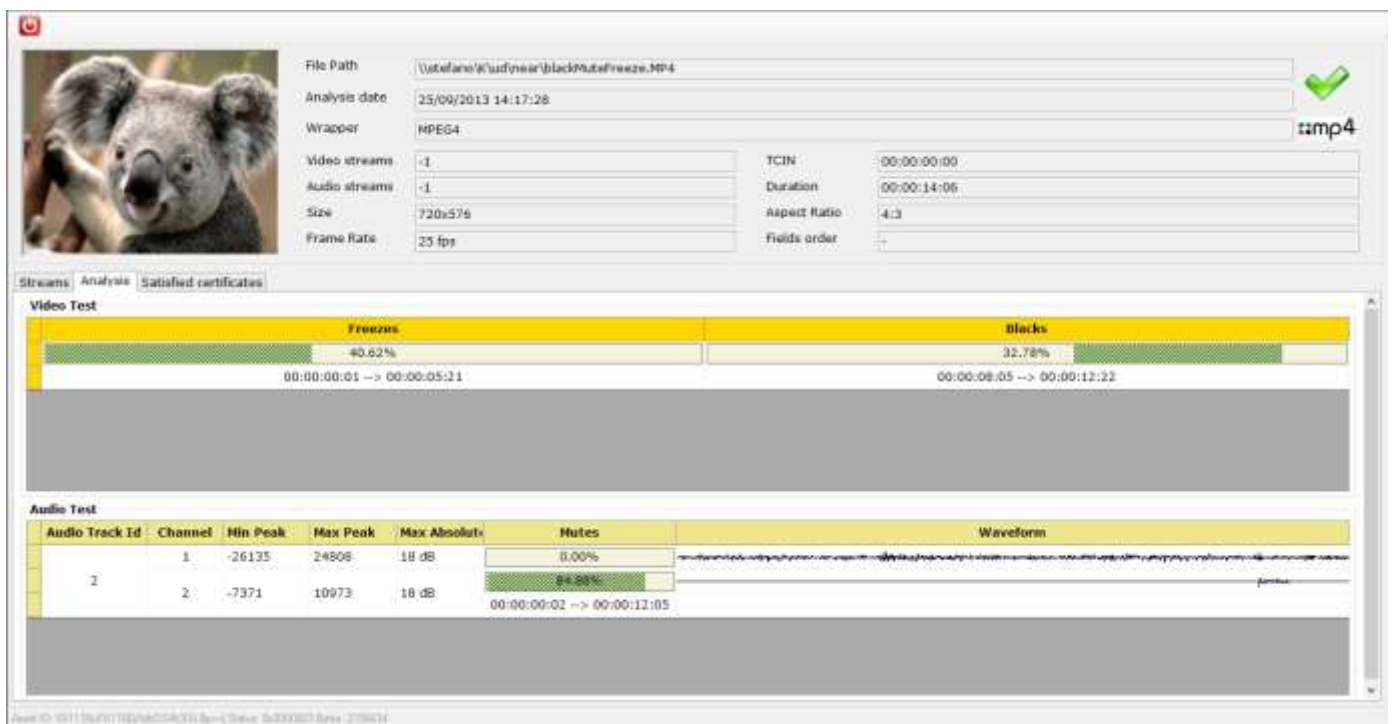 File Path \\stefano\K\ud\near\blackMuteFreeze.MP4
Analysis date 25/09/2013 14:17:28
Wrapper MPEG4
mp4
Video streams -1 TCIN 00:00:00:00
Audio streams -1 Duration 00:00:14:06
Size 720x576 Aspect Ratio 4:3
Frame Rate 25 fps Fields order -
Streams Analysis Satisfied certificates
Video Test
Freezes Blacks
40.62% 32.78%
00:00:00:01 --> 00:00:05:21 00:00:08:05 --> 00:00:12:22
Audio Test
Audio Track Id Channel Min Peak Max Peak Max Absolut Mutes Waveform
1 -26135 24808 18 dB 0.00%
2
84.88%
2 -7371 10973 18 dB
00:00:00:02 --> 00:00:12:05